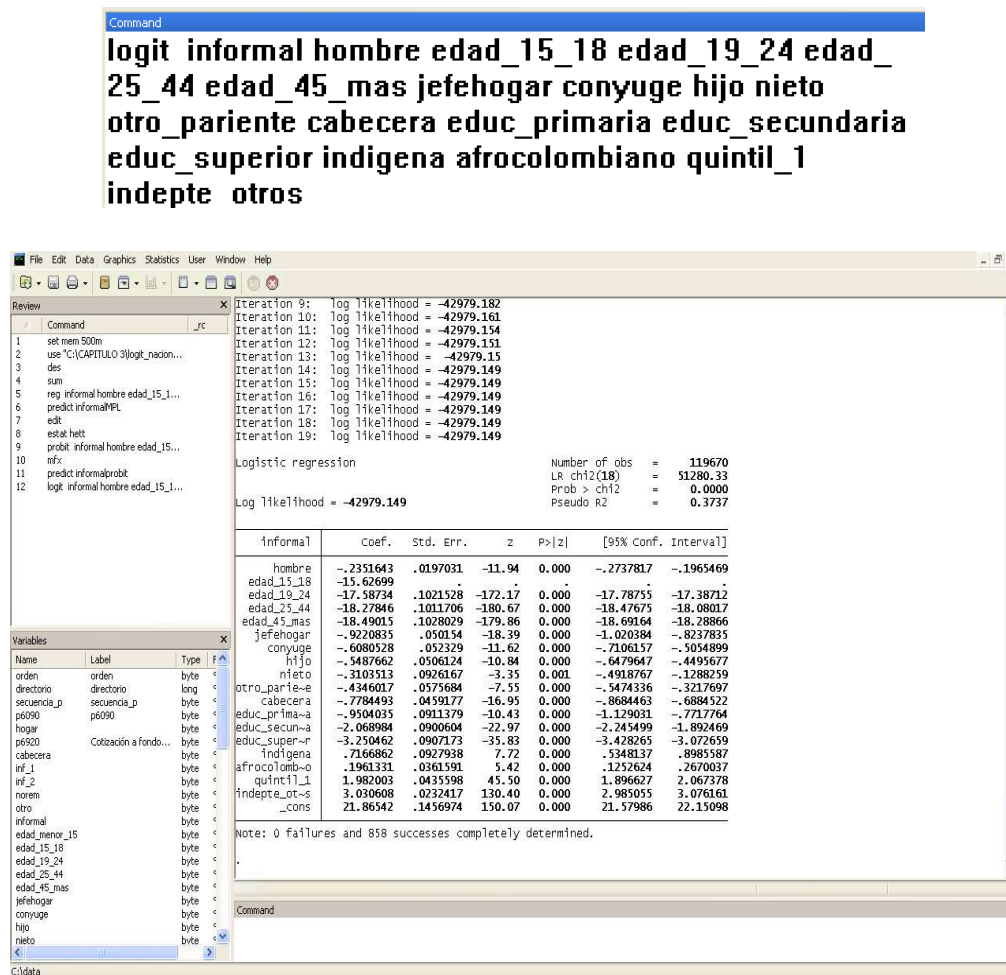 Command
logit informal hombre edad_15_18 edad_19_24 edad_
25_44 edad_45_mas jefehogar conyuge hijo nieto
otro_pariente cabecera educ_primaria educ_secundaria
educ_superior indigena afrocolombiano quintil_1
indepte_otros
File Edit Data Graphics Statistics User Window Help
Review
Command _rc
1 set mem 500m
2 use "C:\CAPITULO 3\logit_nacion...
3 des
4 sum
5 reg informal hombre edad_15_1...
6 predict informalMPL
7 edit
8 estat hett
9 probit informal hombre edad_15...
10 mfx
11 predict informalprobit
12 logit informal hombre edad_15_1...
Variables
Name Label Type F
orden orden byte
directorio directorio long
secuencia_p secuencia_p byte
p6090 p6090 byte
hogar byte
p6920 Cotización a fondo... byte
cabecera byte
inf_1 byte
inf_2 byte
norem byte
otro byte
informal byte
edad_menor_15 byte
edad_15_18 byte
edad_19_24 byte
edad_25_44 byte
edad_45_mas byte
jefehogar byte
conyuge byte
hijo byte
nieto byte
Iteration 9: log likelihood = -42979.182
Iteration 10: log likelihood = -42979.161
Iteration 11: log likelihood = -42979.154
Iteration 12: log likelihood = -42979.151
Iteration 13: log likelihood = -42979.15
Iteration 14: log likelihood = -42979.149
Iteration 15: log likelihood = -42979.149
Iteration 16: log likelihood = -42979.149
Iteration 17: log likelihood = -42979.149
Iteration 18: log likelihood = -42979.149
Iteration 19: log likelihood = -42979.149
Logistic regression Number of obs = 119670
LR chi2(18) = 51280.33
Prob > chi2 = 0.0000
Log likelihood = -42979.149 Pseudo R2 = 0.3737
informal Coef. Std. Err. z P>|z| [95% Conf. Interval]
hombre -.2351643 .0197031 -11.94 0.000 -.2737817 -.1965469
edad_15_18 -15.62699 . . . . .
edad_19_24 -17.58734 .1021528 -172.17 0.000 -17.78755 -17.38712
edad_25_44 -18.27846 .1011706 -180.67 0.000 -18.47675 -18.08017
edad_45_mas -18.49015 .1028029 -179.86 0.000 -18.69164 -18.28866
jefehogar -.9220835 .050154 -18.39 0.000 -1.020384 -.8237835
conyuge -.6080528 .052329 -11.62 0.000 -.7106157 -.5054899
hijo -.5487662 .0506124 -10.84 0.000 -.6479647 -.4495677
nieto -.3103513 .0926167 -3.35 0.001 -.4918767 -.1288259
otro_parie~e -.4346017 .0575684 -7.55 0.000 -.5474336 -.3217697
cabecera -.7784493 .0459177 -16.95 0.000 -.8684463 -.6884522
educ_prima~a -.9504035 .0911379 -10.43 0.000 -1.129031 -.7717764
educ_secun~a -2.068984 .0900604 -22.97 0.000 -2.245499 -1.892469
educ_super~r -3.250462 .0907173 -35.83 0.000 -3.428265 -3.072659
indigena .7166862 .0927938 7.72 0.000 .5348137 .8985587
afrocolomb~o .1961331 .0361591 5.42 0.000 .1252624 .2670037
quintil_1 1.982003 .0435598 45.50 0.000 1.896627 2.067378
indepte_ot~s 3.030608 .0232417 130.40 0.000 2.985055 3.076161
_cons 21.86542 .1456974 150.07 0.000 21.57986 22.15098
Note: 0 failures and 858 successes completely determined.
.
Command
C:\data